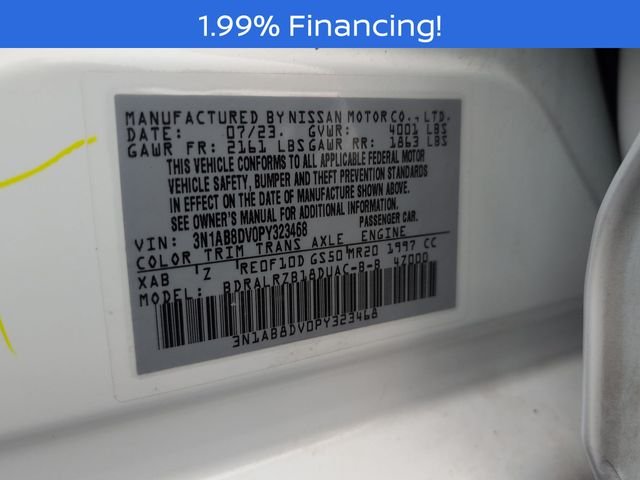 1.99% Financing!
MANUFACTURED BY NISSAN MOTOR CO., LTD.
DATE: 07/23. GVWR: 4001 LBS
GAWR FR: 2161 LBS GAWR RR: 1863 LBS
THIS VEHICLE CONFORMS TO ALL APPLICABLE FEDERAL MOTOR
VEHICLE SAFETY, BUMPER AND THEFT PREVENTION STANDARDS
IN EFFECT ON THE DATE OF MANUFACTURE SHOWN ABOVE.
SEE OWNER'S MANUAL FOR ADDITIONAL INFORMATION.
VIN: 3N1AB8DV0PY323468 PASSENGER CAR.
COLOR TRIM TRANS AXLE ENGINE
XAB Z RE0F10D GS50 MR20 1997 CC
MODEL: BDRALRZB18DUAC-B-B 47000
3N1AB8DV0PY323468